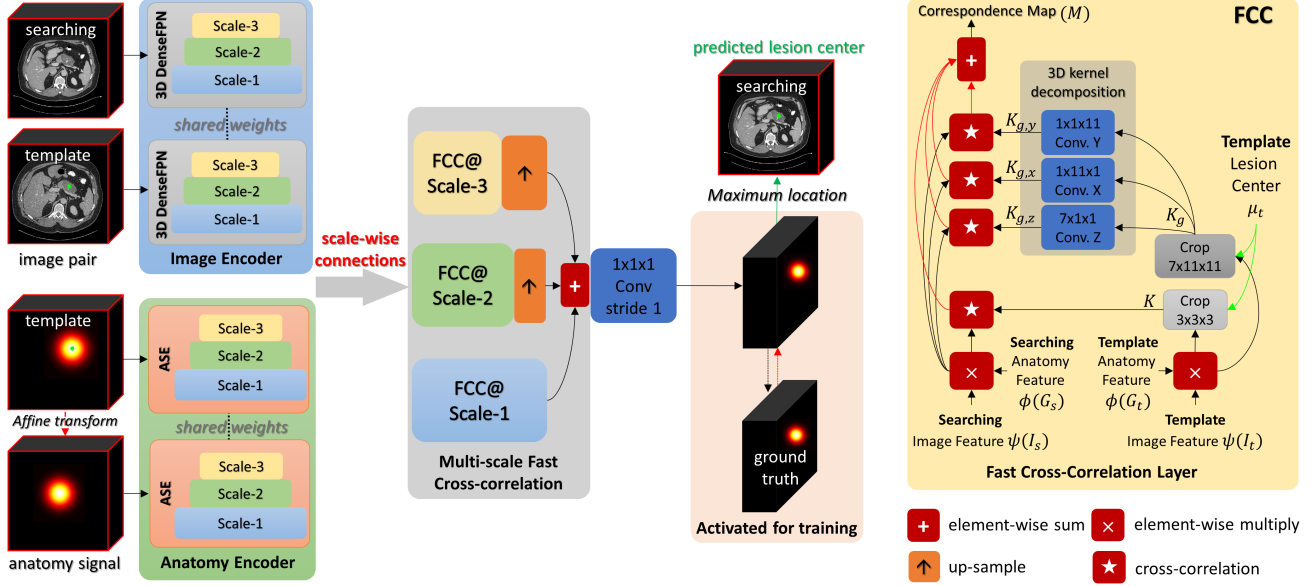 searching
3D DenseFPN
Scale-3
Scale-2
Scale-1
shared weights
template
3D DenseFPN
Scale-3
Scale-2
Scale-1
image pair
Image Encoder
template
ASE
Scale-3
Scale-2
Scale-1
Affine transform
shared weights
ASE
Scale-3
Scale-2
Scale-1
anatomy signal
Anatomy Encoder
scale-wise
connections
FCC@
Scale-3
FCC@
Scale-2
FCC@
Scale-1
Multi-scale Fast
Cross-correlation
1x1x1
Conv
stride 1
predicted lesion center
searching
Maximum location
ground
truth
Activated for training
Correspondence Map (M)
FCC
3D kernel
decomposition
K_{g,y}
1x1x11
Conv. Y
K_{g,x}
1x11x1
Conv. X
K_{g,z}
7x1x1
Conv. Z
K_g
Template
Lesion
Center
μ_t
Crop
7x11x11
K
Crop
3x3x3
Searching
Anatomy
Feature
ϕ(G_s)
Template
Anatomy
Feature
ϕ(G_t)
Searching
Image Feature ψ(I_s)
Template
Image Feature ψ(I_t)
Fast Cross-Correlation Layer
element-wise sum
element-wise multiply
up-sample
cross-correlation